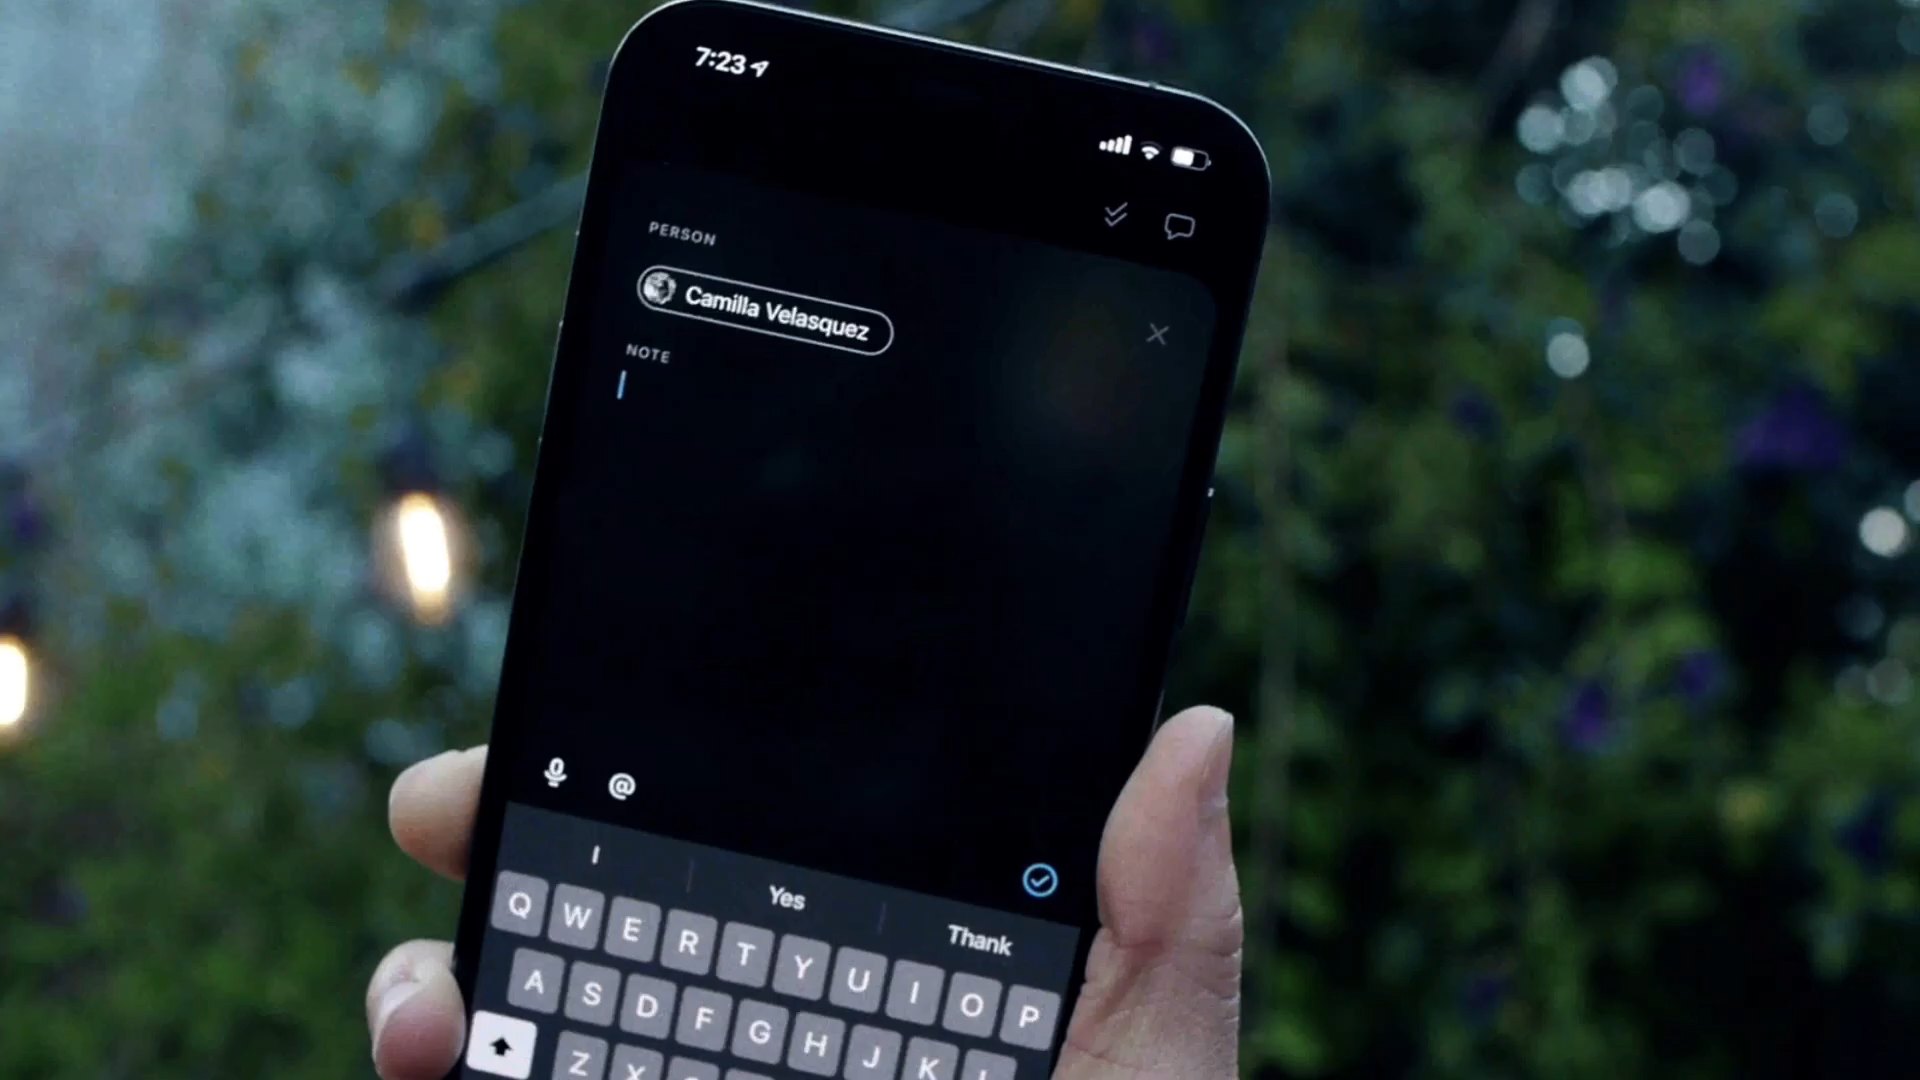 7:23
PERSON
Camilla Velasquez
NOTE
@
I Yes Thank
Q W E R T Y U I O P
A S D F G H J K L
Z X